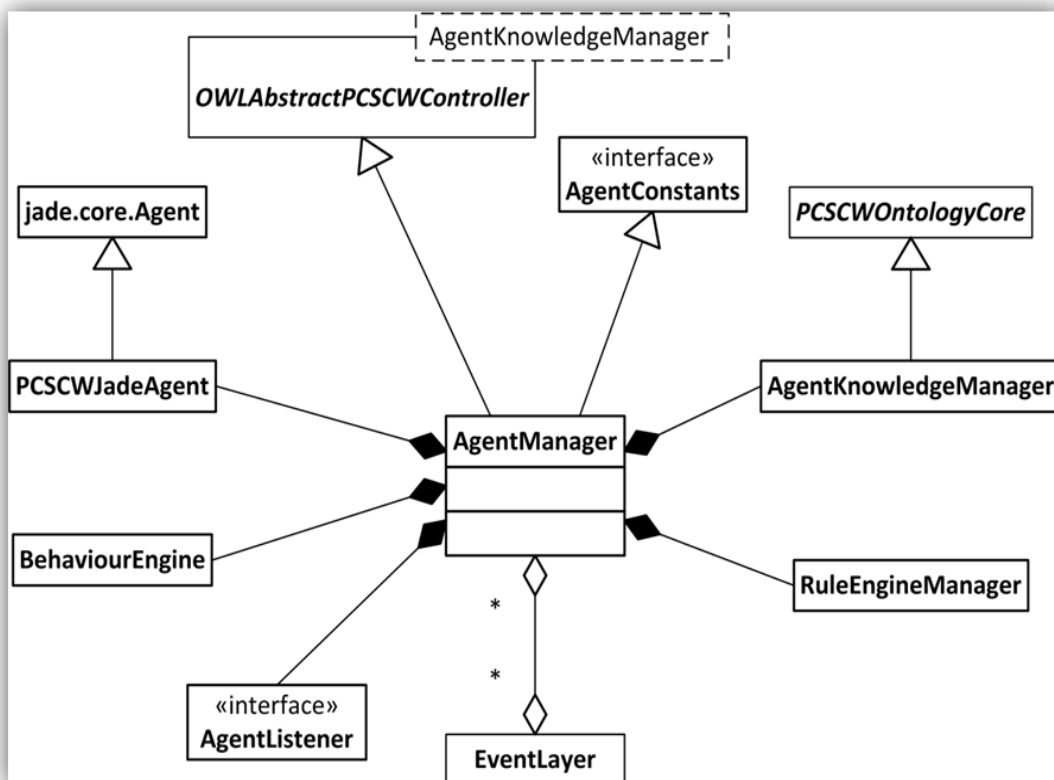 AgentKnowledgeManager
OWLAbstractPCSCWController
«interface»
AgentConstants
jade.core.Agent
PCSCWOntologyCore
PCSCWJadeAgent
AgentKnowledgeManager
AgentManager
BehaviourEngine
RuleEngineManager
*
*
«interface»
AgentListener
EventLayer